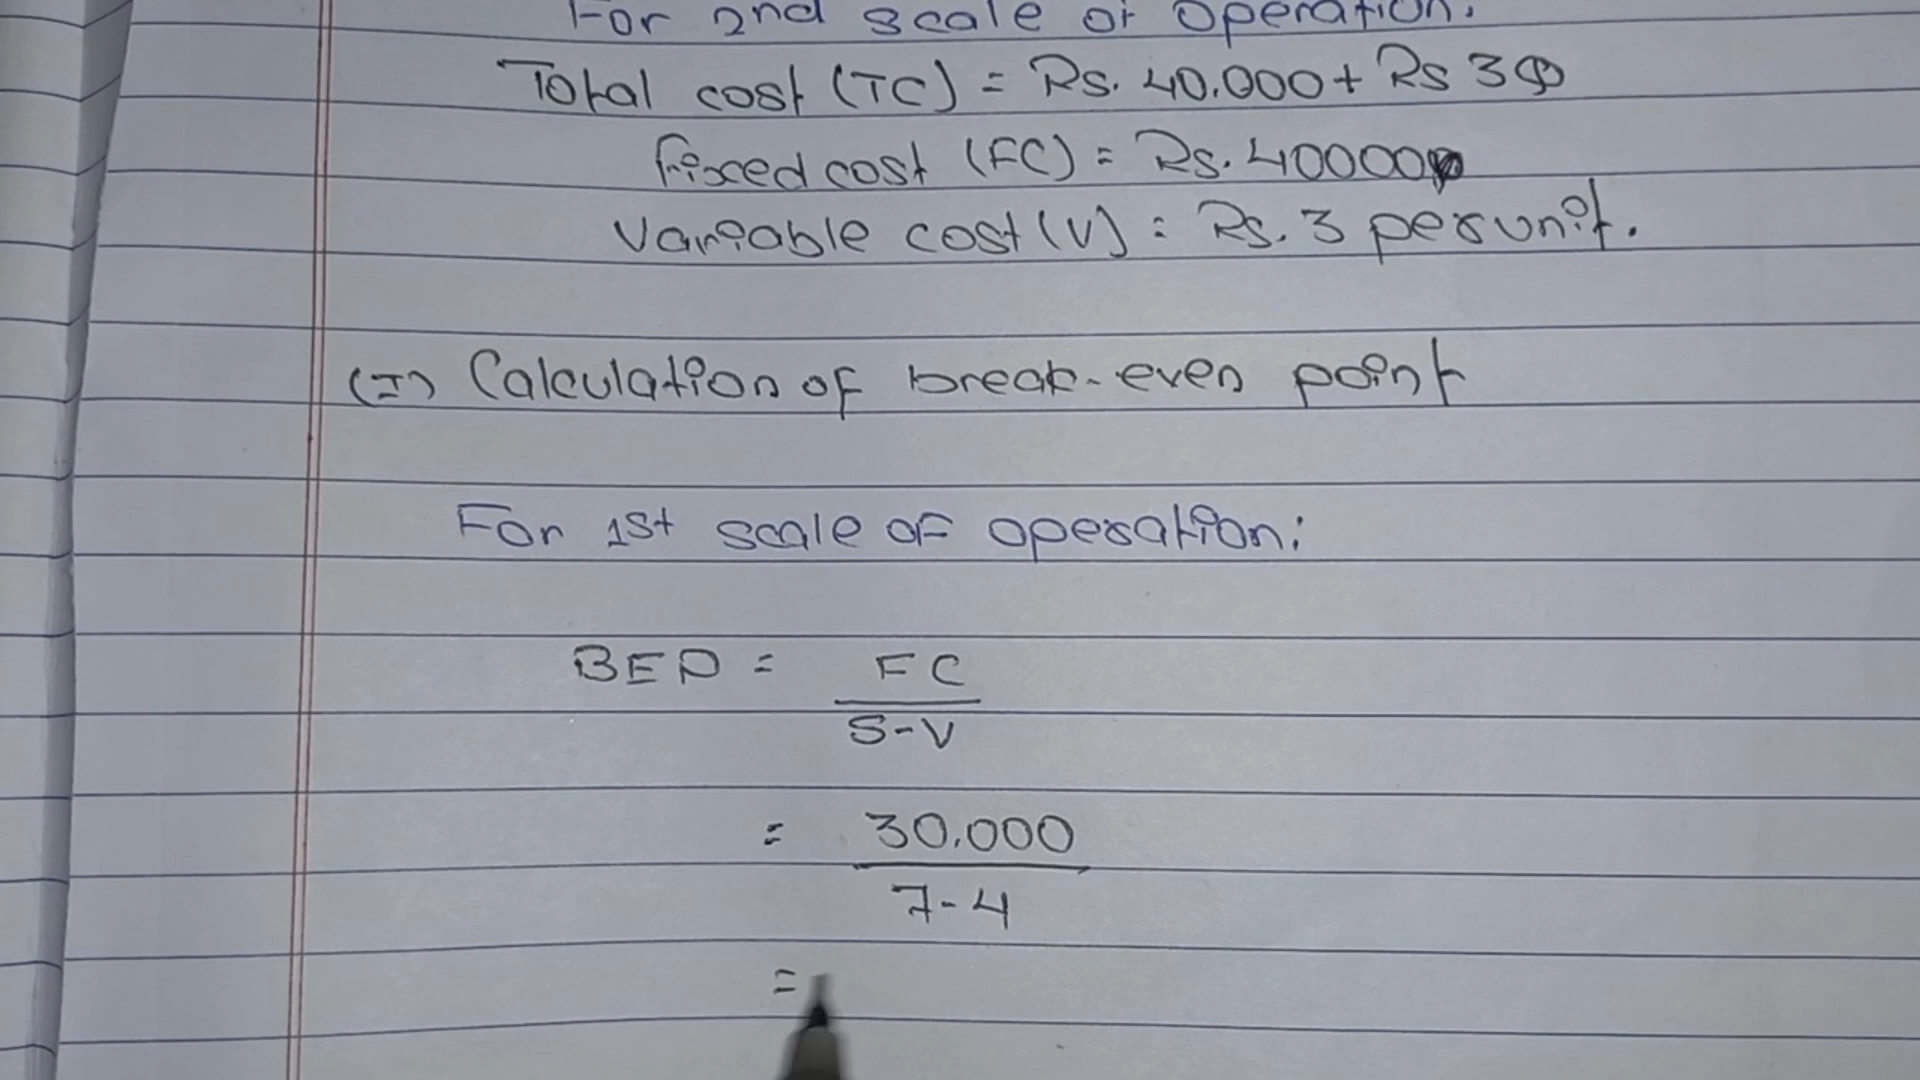 For 2nd scale of operation.
Total cost (TC) = Rs. 40,000 + Rs 3Q
Fixed cost (FC) = Rs. 40000
Variable cost (V) = Rs. 3 per unit.
(I) Calculation of break-even point
For 1st scale of operation:
BEP = FC
S-V
= 30,000
7-4
=